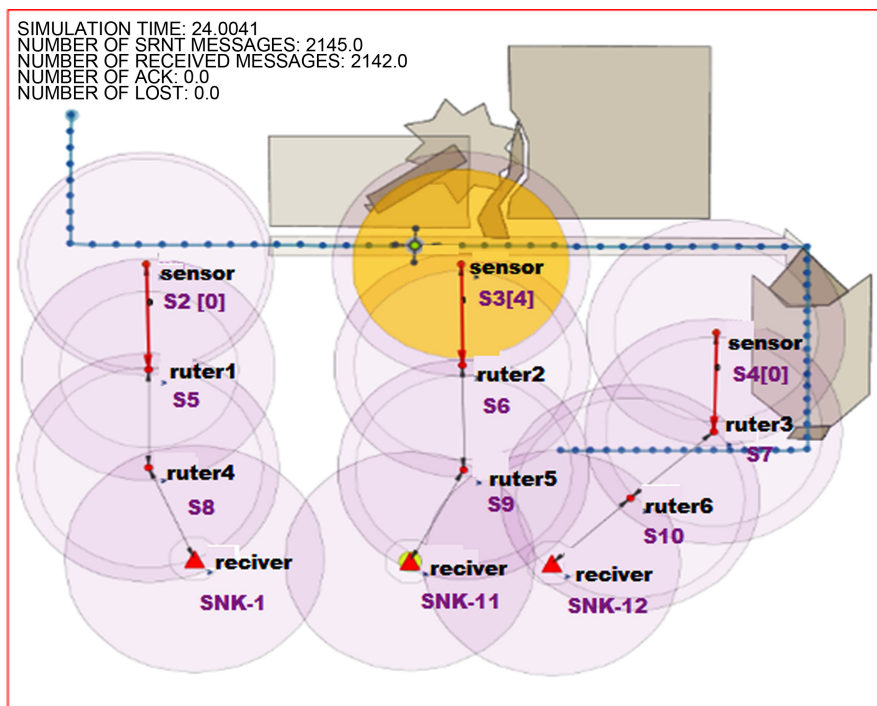 SIMULATION TIME: 24.0041
NUMBER OF SRNT MESSAGES: 2145.0
NUMBER OF RECEIVED MESSAGES: 2142.0
NUMBER OF ACK: 0.0
NUMBER OF LOST: 0.0
sensor
S2 [0]
sensor
S3[4]
sensor
S4[0]
ruter1
S5
ruter2
S6
ruter3
S7
ruter4
S8
ruter5
S9
ruter6
S10
reciver
SNK-1
reciver
SNK-11
reciver
SNK-12